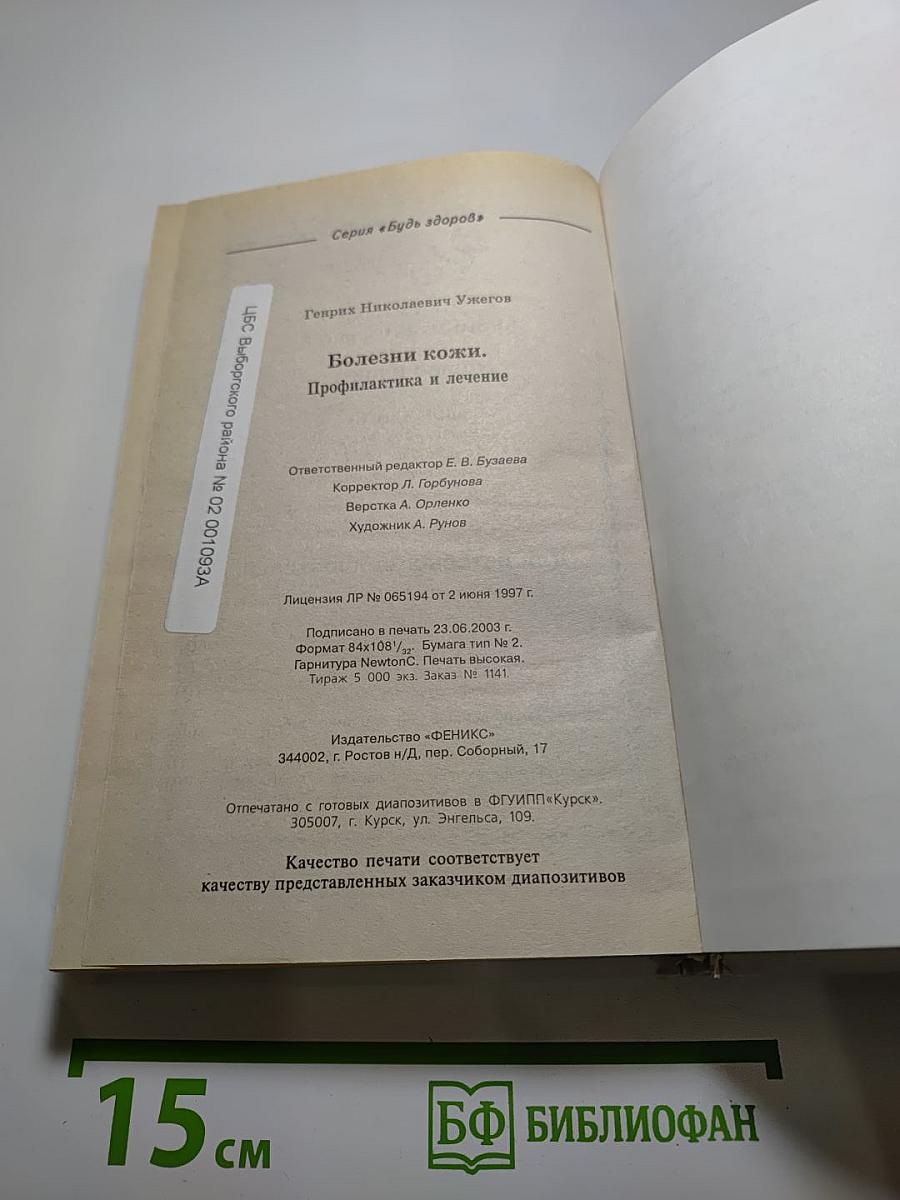 Серия «Будь здоров»
Генрих Николаевич Ужегов
Болезни кожи.
Профилактика и лечение
Ответственный редактор Е. В. Бузаева
Корректор Л. Горбунова
Верстка А. Орленко
Художник А. Рунов
Лицензия ЛР № 065194 от 2 июня 1997 г.
Подписано в печать 23.06.2003 г.
Формат 84х108 1/32. Бумага тип № 2.
Гарнитура NewtonC. Печать высокая.
Тираж 5 000 экз. Заказ № 1141.
Издательство «ФЕНИКС»
344002, г. Ростов н/Д, пер. Соборный, 17
Отпечатано с готовых диапозитивов в ФГУИПП«Курск».
305007, г. Курск, ул. Энгельса, 109.
Качество печати соответствует
качеству представленных заказчиком диапозитивов
ЦБС Выборгского района № 02 001093А
15 см
БФ БИБЛИОФАН